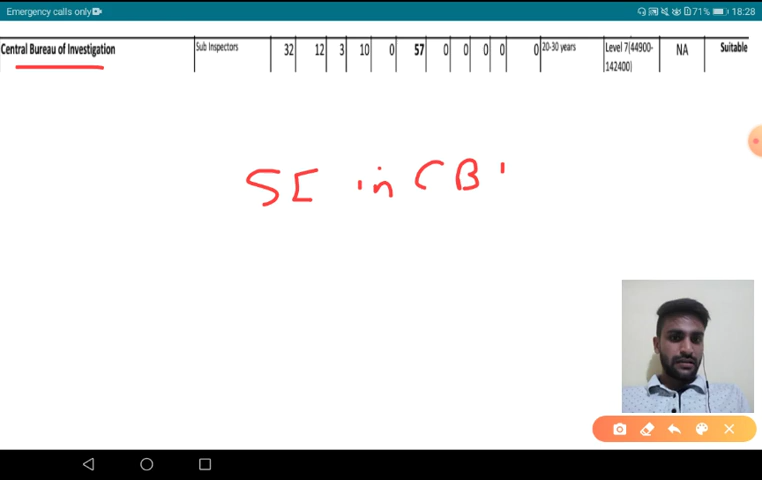 Emergency calls only 71% 18:28
Central Bureau of Investigation Sub Inspectors 32 12 3 10 0 57 0 0 0 0 0 20-30 years Level 7(44900- NA Suitable
142400)
SI in CBI